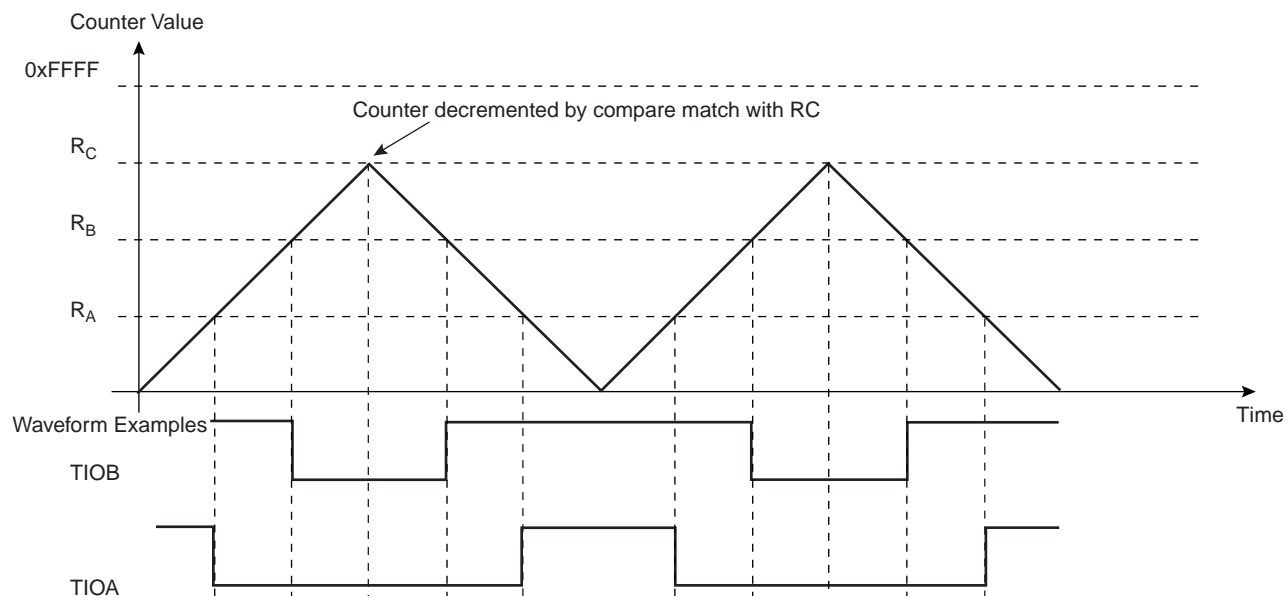 Counter Value
0xFFFF
Counter decremented by compare match with RC
RC
RB
RA
Time
Waveform Examples
TIOB
TIOA